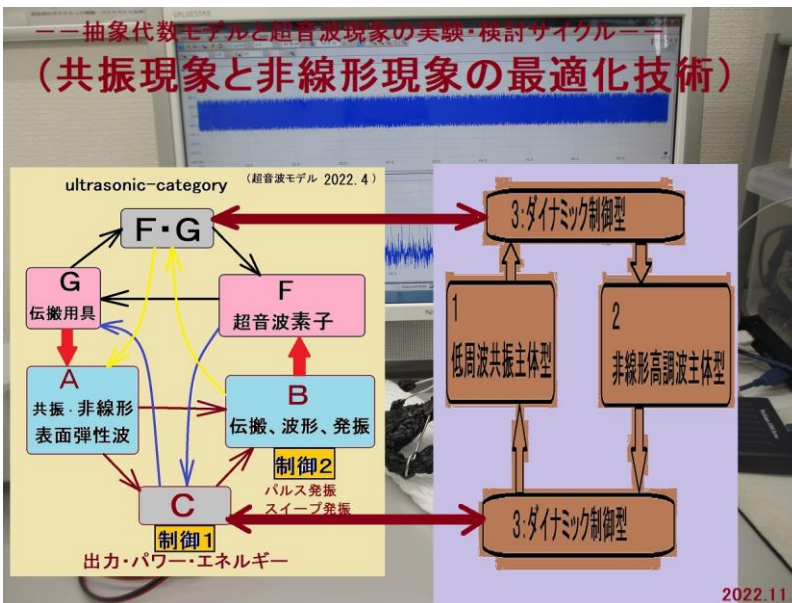 －－抽象代数モデルと超音波現象の実験・検討サイクル－－
（共振現象と非線形現象の最適化技術）
ultrasonic-category
（超音波モデル 2022.4）
F・G
G
伝搬用具
F
超音波素子
A
共振・非線形
表面弾性波
B
伝搬、波形、発振
制御2
パルス発振
スイープ発振
C
制御1
出力・パワー・エネルギー
3:ダイナミック制御型
1
低周波共振主体型
2
非線形高調波主体型
3:ダイナミック制御型
2022.11